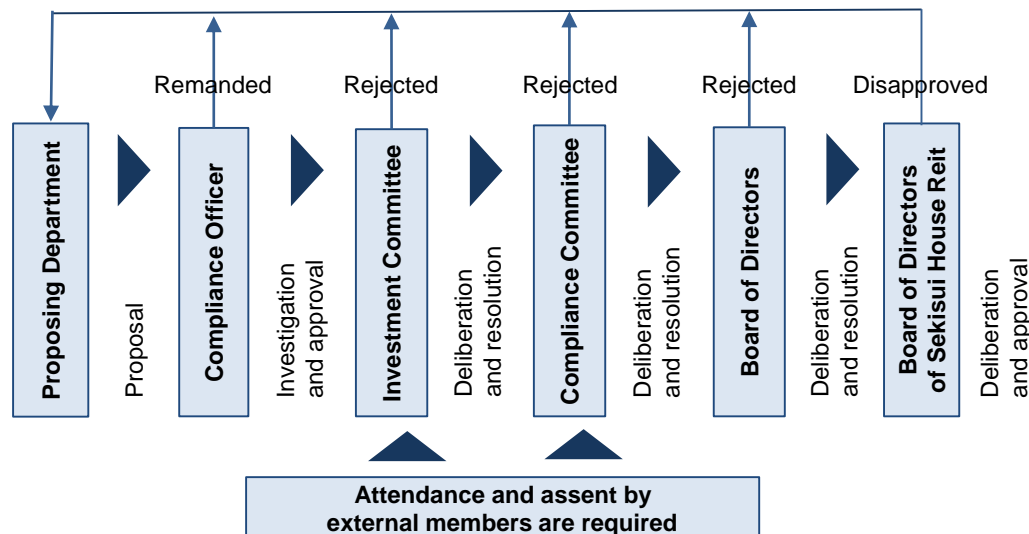 Remanded
Rejected
Rejected
Rejected
Disapproved
Proposing Department
Proposal
Compliance Officer
Investigation
and approval
Investment Committee
Deliberation
and resolution
Compliance Committee
Deliberation
and resolution
Board of Directors
Deliberation
and resolution
Board of Directors
of Sekisui House Reit
Deliberation
and approval
Attendance and assent by
external members are required